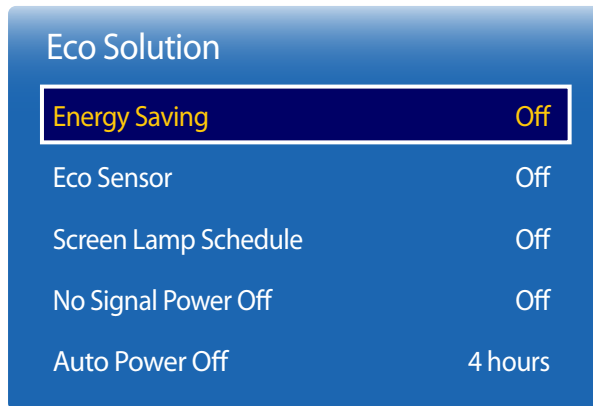 Eco Solution
Energy Saving Off
Eco Sensor Off
Screen Lamp Schedule Off
No Signal Power Off Off
Auto Power Off 4 hours